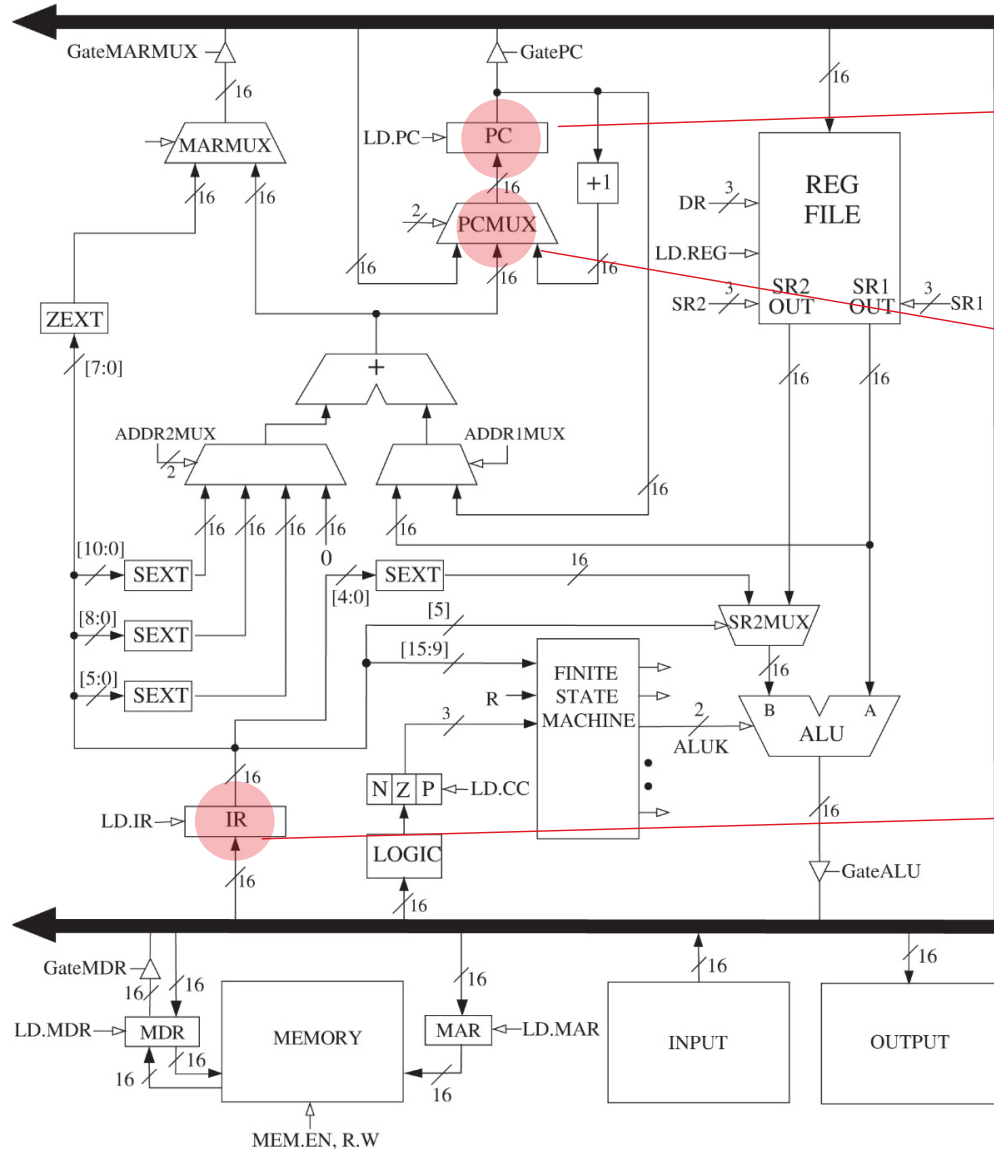 GateMARMUX
GatePC
16
16
MARMUX
LD.PC
PC
16
+1
REG
FILE
DR
3
16
16
2
PCMUX
LD.REG
16
16
16
SR2
3
SR2
OUT
SR1
OUT
3
SR1
ZEXT
[7:0]
+
16
16
ADDR2MUX
2
ADDR1MUX
16
16
16
16
16
16
0
[10:0]
SEXT
[4:0]
SEXT
16
[8:0]
SEXT
[5]
SR2MUX
[15:9]
16
[5:0]
SEXT
FINITE
STATE
MACHINE
R
3
2
ALUK
B
A
ALU
16
N Z P
LD.CC
LD.IR
IR
16
LOGIC
16
16
GateALU
GateMDR
16
16
16
16
16
LD.MDR
MDR
MEMORY
MAR
LD.MAR
INPUT
OUTPUT
16
16
16
MEM.EN, R.W